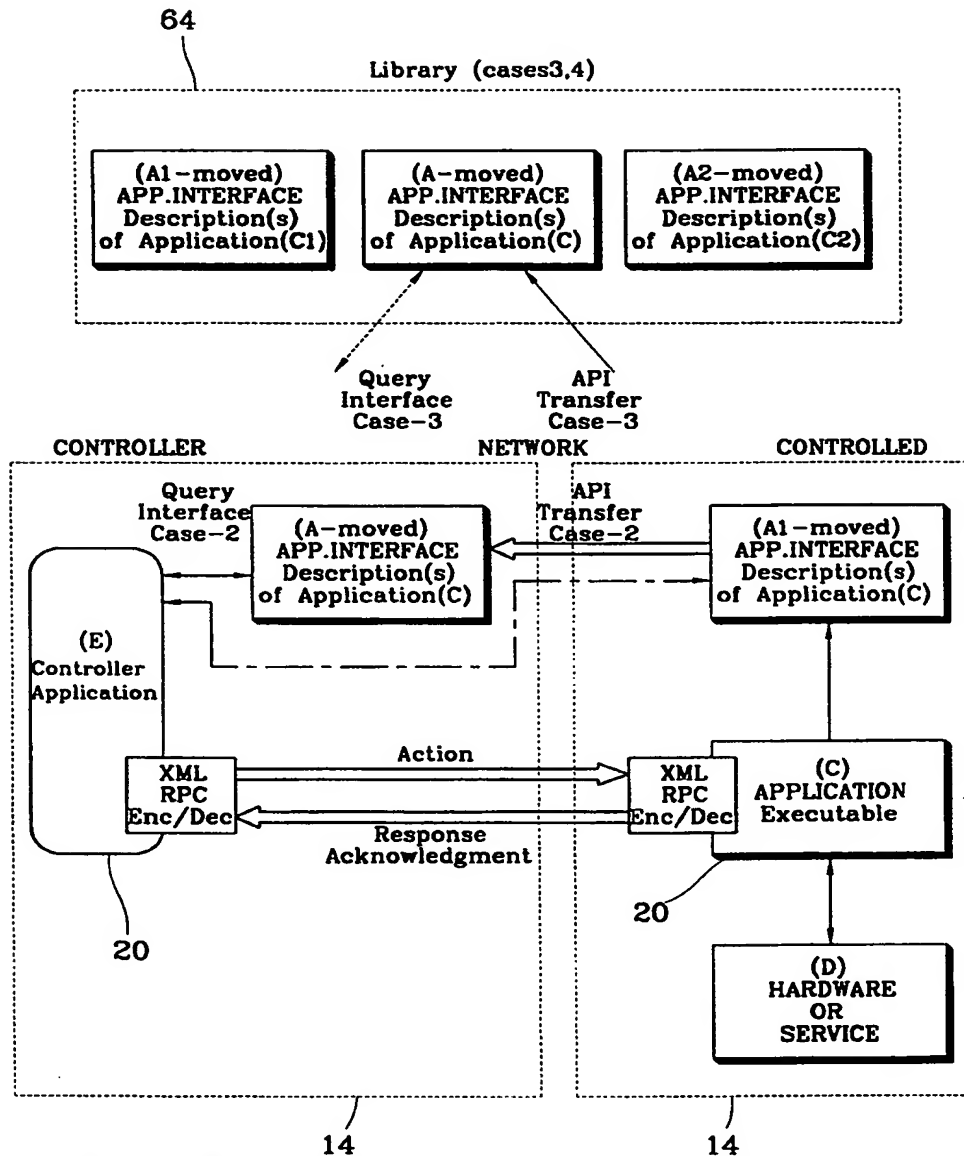 64
Library (cases3,4)
(A1-moved)
APP.INTERFACE
Description(s)
of Application(C1)
(A-moved)
APP.INTERFACE
Description(s)
of Application(C)
(A2-moved)
APP.INTERFACE
Description(s)
of Application(C2)
Query
Interface
Case-3
API
Transfer
Case-3
CONTROLLER
NETWORK
CONTROLLED
Query
Interface
Case-2
(A-moved)
APP.INTERFACE
Description(s)
of Application(C)
API
Transfer
Case-2
(A1-moved)
APP.INTERFACE
Description(s)
of Application(C)
(E)
Controller
Application
XML
RPC
Enc/Dec
Action
Response
Acknowledgment
XML
RPC
Enc/Dec
(C)
APPLICATION
Executable
20
20
(D)
HARDWARE
OR
SERVICE
14
14